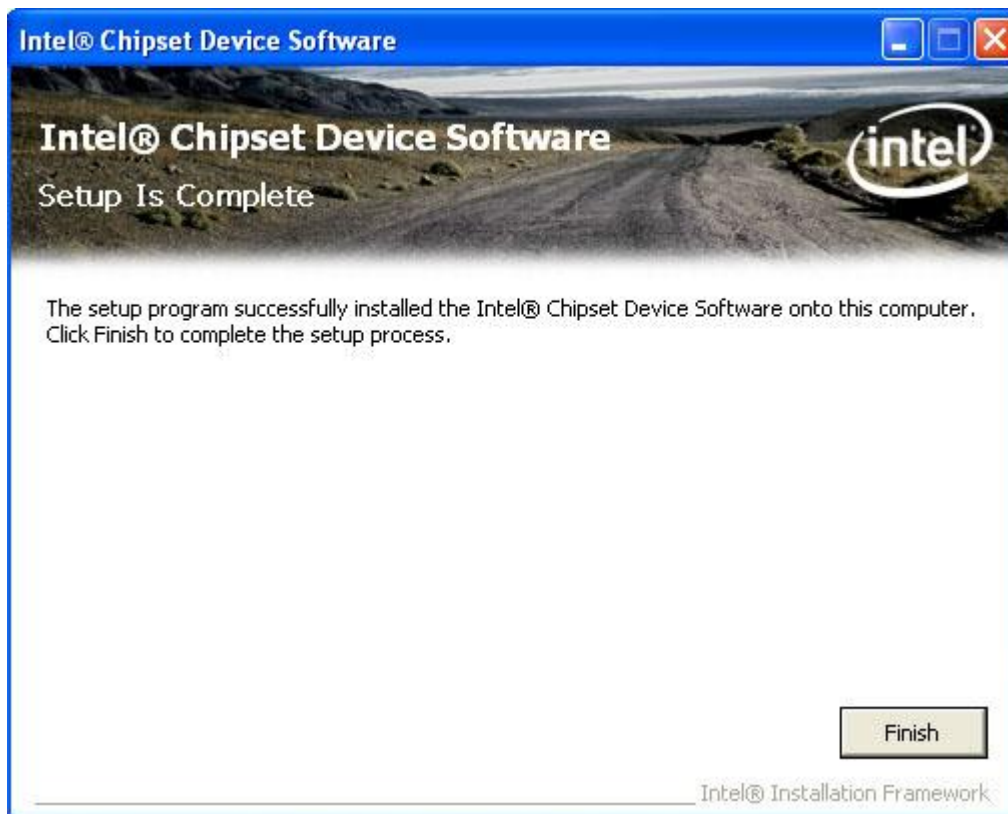 Intel® Chipset Device Software
Intel® Chipset Device Software
intel
Setup Is Complete
The setup program successfully installed the Intel® Chipset Device Software onto this computer.
Click Finish to complete the setup process.
Finish
Intel® Installation Framework